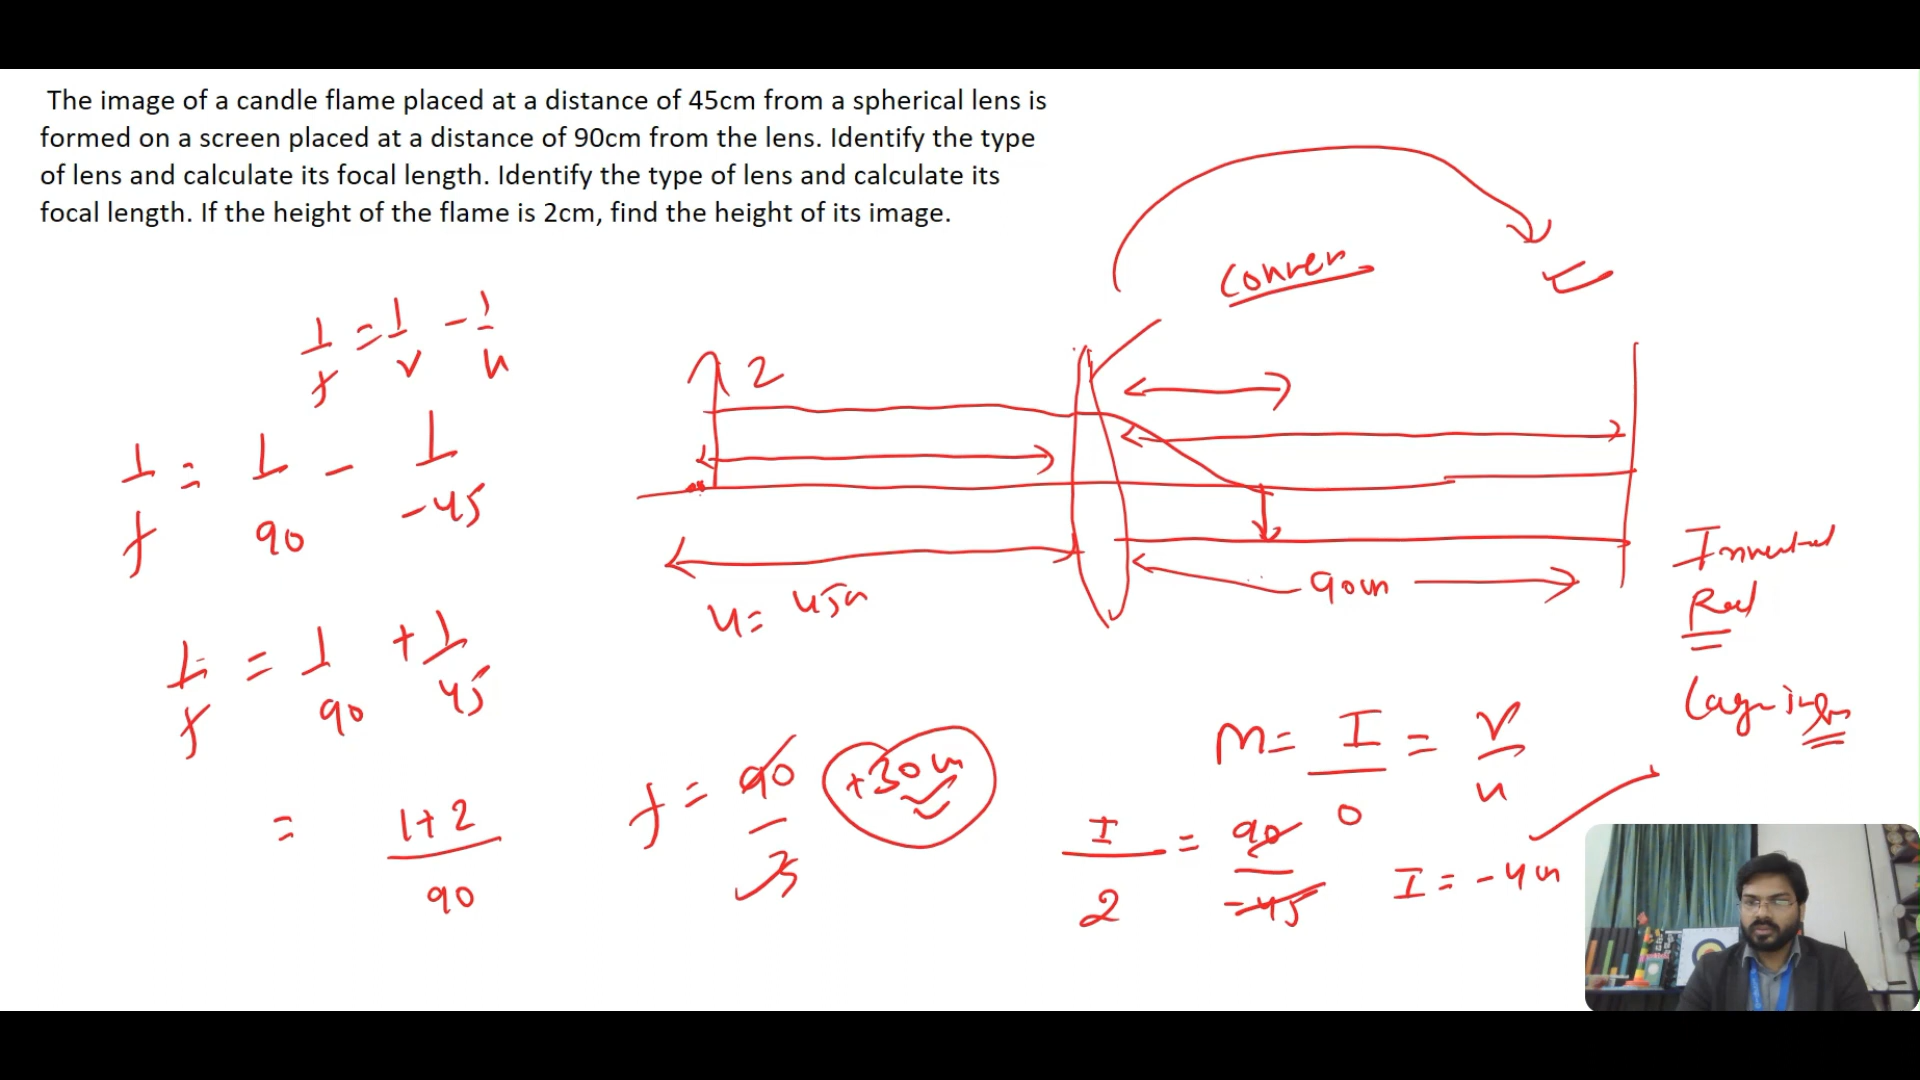 The image of a candle flame placed at a distance of 45cm from a spherical lens is
formed on a screen placed at a distance of 90cm from the lens. Identify the type
of lens and calculate its focal length. Identify the type of lens and calculate its
focal length. If the height of the flame is 2cm, find the height of its image.
1/f = 1/v - 1/u
1/f = 1/90 - 1/-45
1/f = 1/90 + 1/45
= 1+2/90
f = 90/3
+30cm
Convex
2
u = 45cm
90cm
Inverted
Real
m = I/O = v/u
I/2 = 90/-45
I = -4cm